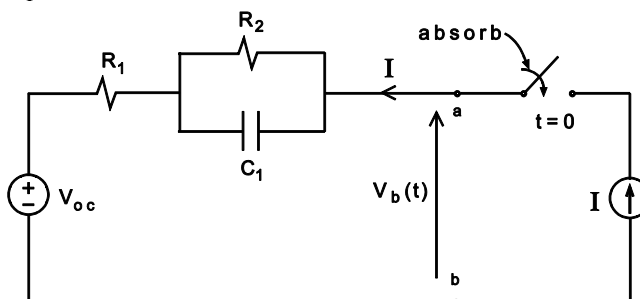 absorb
R2
R1
I
a
t = 0
C1
+
−
Voc
Vb(t)
I
b